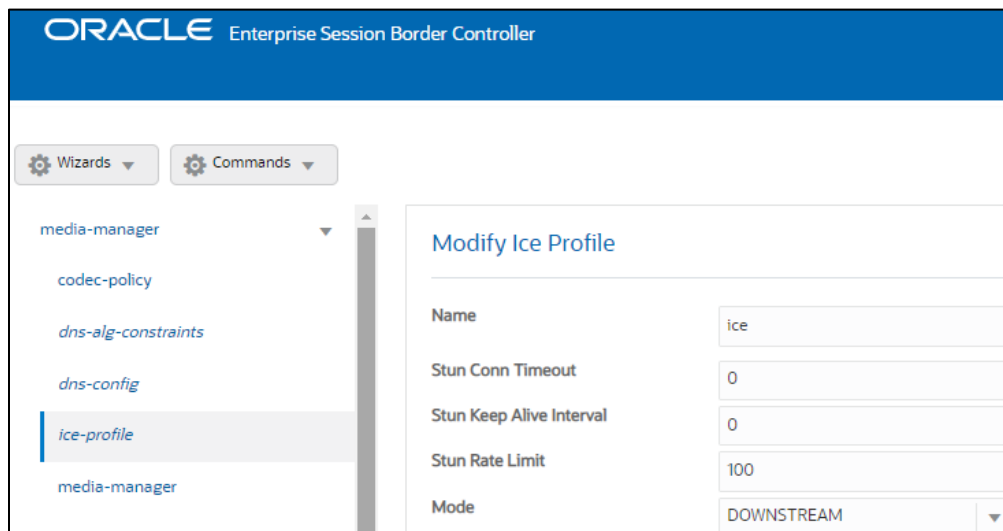 ORACLE Enterprise Session Border Controller
Wizards Commands
media-manager
codec-policy
dns-alg-constraints
dns-config
ice-profile
media-manager
Modify Ice Profile
Name ice
Stun Conn Timeout 0
Stun Keep Alive Interval 0
Stun Rate Limit 100
Mode DOWNSTREAM